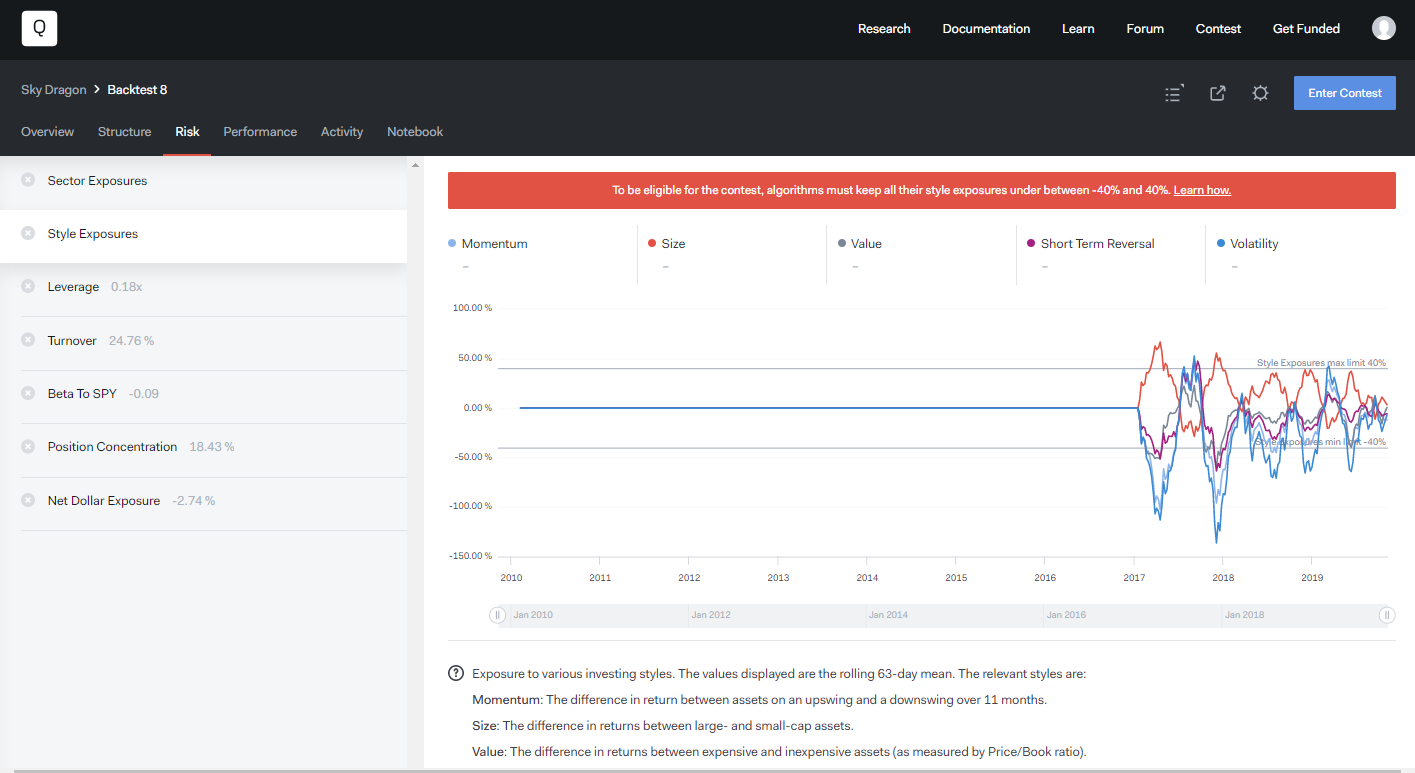 Q
Research Documentation Learn Forum Contest Get Funded
Sky Dragon > Backtest 8
Enter Contest
Overview Structure Risk Performance Activity Notebook
Sector Exposures
Style Exposures
Leverage 0.18x
Turnover 24.76 %
Beta To SPY -0.09
Position Concentration 18.43 %
Net Dollar Exposure -2.74 %
To be eligible for the contest, algorithms must keep all their style exposures under between -40% and 40%. Learn how.
Momentum Size Value Short Term Reversal Volatility
– – – – –
100.00 %
50.00 %
0.00 %
-50.00 %
-100.00 %
-150.00 %
Style Exposures max limit 40%
Style Exposures min limit -40%
2010 2011 2012 2013 2014 2015 2016 2017 2018 2019
Jan 2010 Jan 2012 Jan 2014 Jan 2016 Jan 2018
? Exposure to various investing styles. The values displayed are the rolling 63-day mean. The relevant styles are:
Momentum: The difference in return between assets on an upswing and a downswing over 11 months.
Size: The difference in returns between large- and small-cap assets.
Value: The difference in returns between expensive and inexpensive assets (as measured by Price/Book ratio).